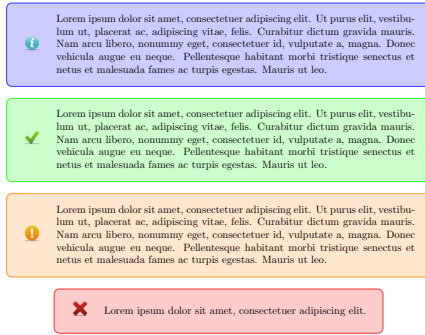 Lorem ipsum dolor sit amet, consectetuer adipiscing elit. Ut purus elit, vestibu-
lum ut, placerat ac, adipiscing vitae, felis. Curabitur dictum gravida mauris.
Nam arcu libero, nonummy eget, consectetuer id, vulputate a, magna. Donec
vehicula augue eu neque. Pellentesque habitant morbi tristique senectus et
netus et malesuada fames ac turpis egestas. Mauris ut leo.
Lorem ipsum dolor sit amet, consectetuer adipiscing elit. Ut purus elit, vestibu-
lum ut, placerat ac, adipiscing vitae, felis. Curabitur dictum gravida mauris.
Nam arcu libero, nonummy eget, consectetuer id, vulputate a, magna. Donec
vehicula augue eu neque. Pellentesque habitant morbi tristique senectus et
netus et malesuada fames ac turpis egestas. Mauris ut leo.
Lorem ipsum dolor sit amet, consectetuer adipiscing elit. Ut purus elit, vestibu-
lum ut, placerat ac, adipiscing vitae, felis. Curabitur dictum gravida mauris.
Nam arcu libero, nonummy eget, consectetuer id, vulputate a, magna. Donec
vehicula augue eu neque. Pellentesque habitant morbi tristique senectus et
netus et malesuada fames ac turpis egestas. Mauris ut leo.
Lorem ipsum dolor sit amet, consectetuer adipiscing elit.